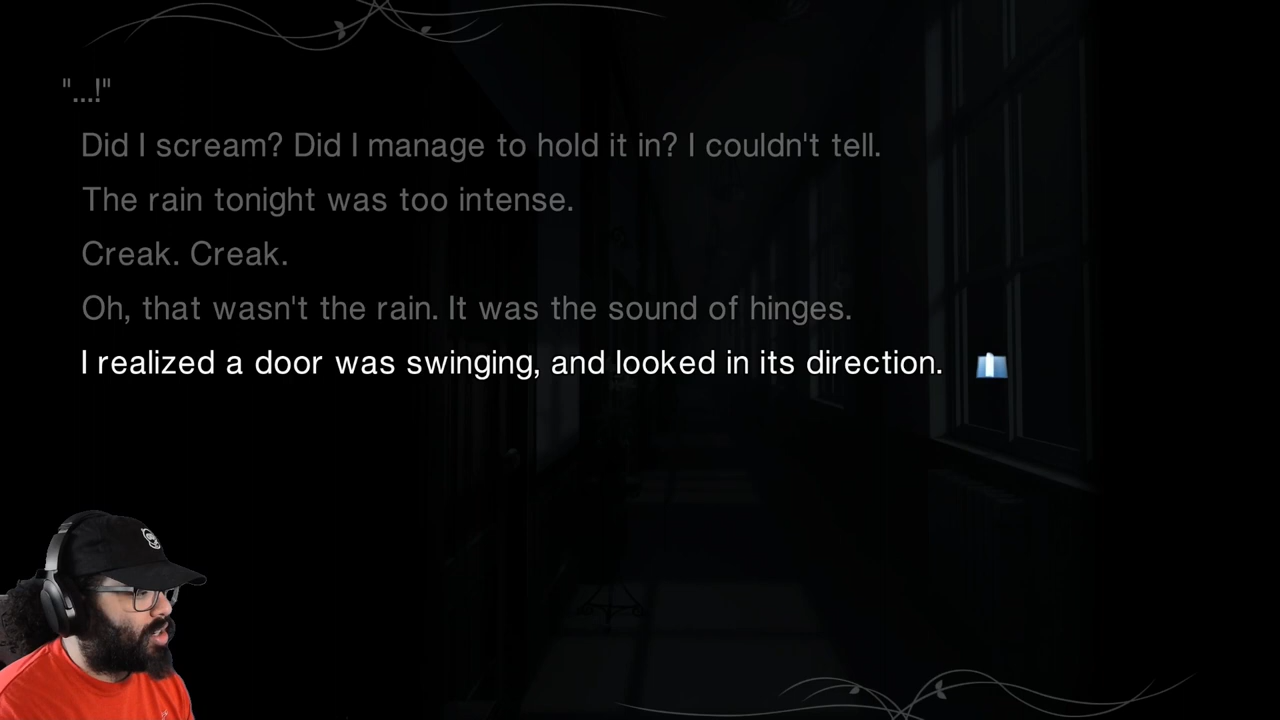 "...!"
Did I scream? Did I manage to hold it in? I couldn't tell.
The rain tonight was too intense.
Creak. Creak.
Oh, that wasn't the rain. It was the sound of hinges.
I realized a door was swinging, and looked in its direction.